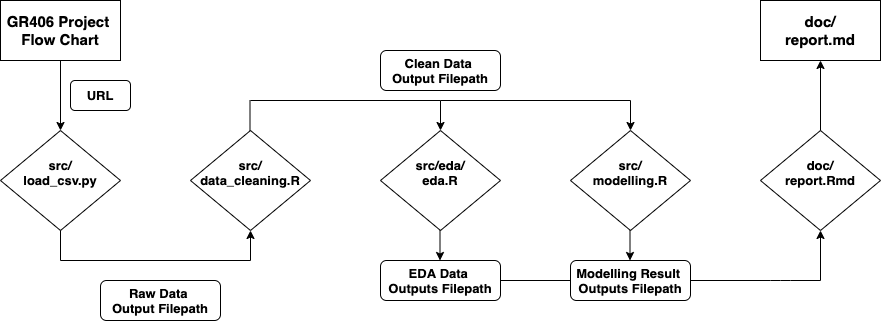 GR406 Project
Flow Chart
URL
src/
load_csv.py
Raw Data
Output Filepath
src/
data_cleaning.R
Clean Data
Output Filepath
src/eda/
eda.R
EDA Data
Outputs Filepath
src/
modelling.R
Modelling Result
Outputs Filepath
doc/
report.Rmd
doc/
report.md